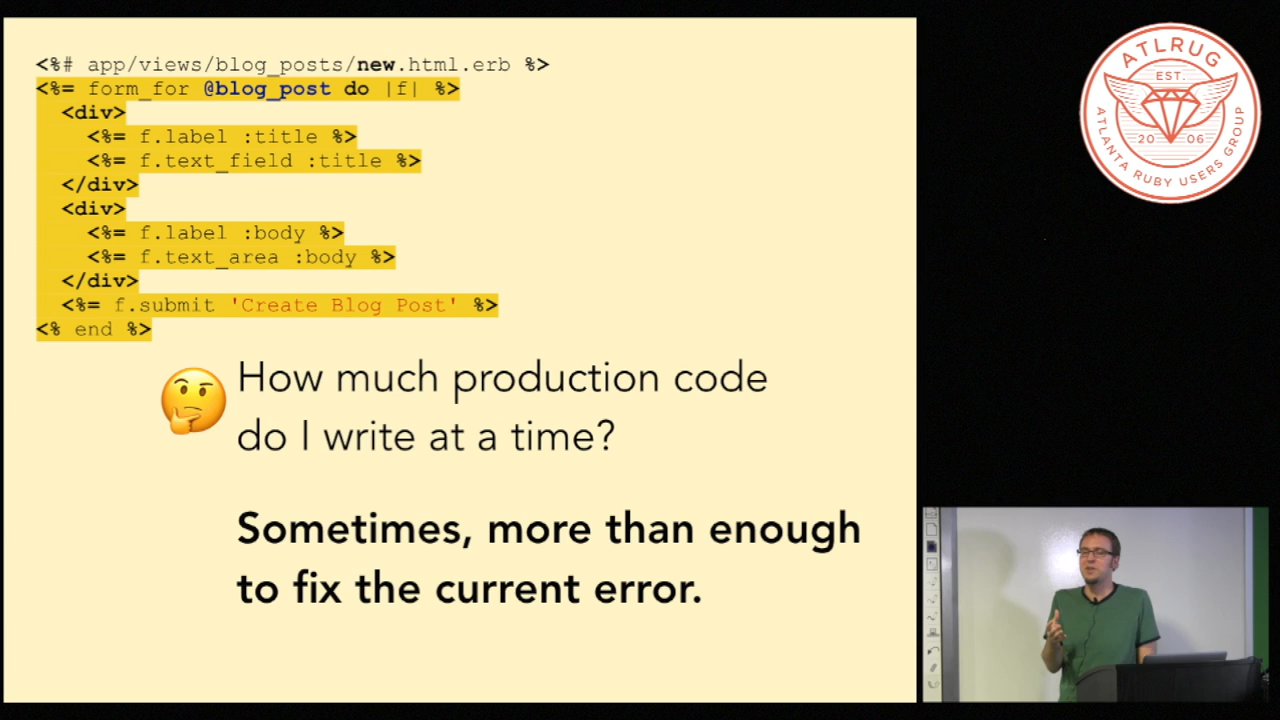 <%# app/views/blog_posts/new.html.erb %>
<%= form_for @blog_post do |f| %>
<div>
<%= f.label :title %>
<%= f.text_field :title %>
</div>
<div>
<%= f.label :body %>
<%= f.text_area :body %>
</div>
<%= f.submit 'Create Blog Post' %>
<% end %>
How much production code
do I write at a time?
Sometimes, more than enough
to fix the current error.
ATLRUG
EST.
20 06
ATLANTA RUBY USERS GROUP